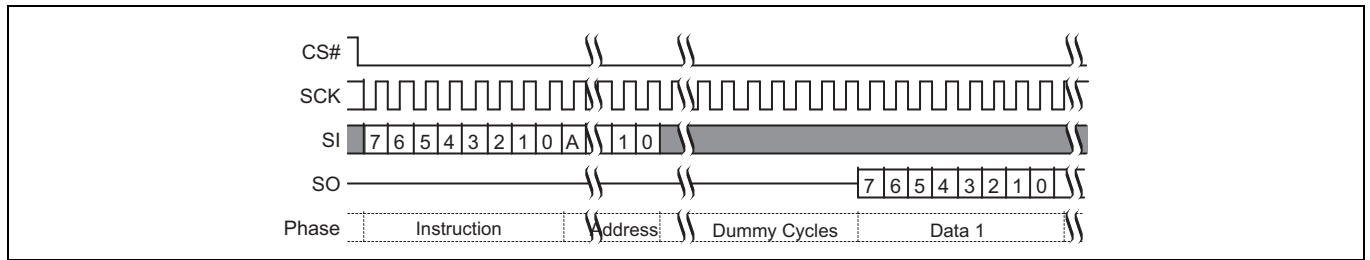 CS#
SCK
SI 7 6 5 4 3 2 1 0 A 1 0
SO 7 6 5 4 3 2 1 0
Phase Instruction Address Dummy Cycles Data 1